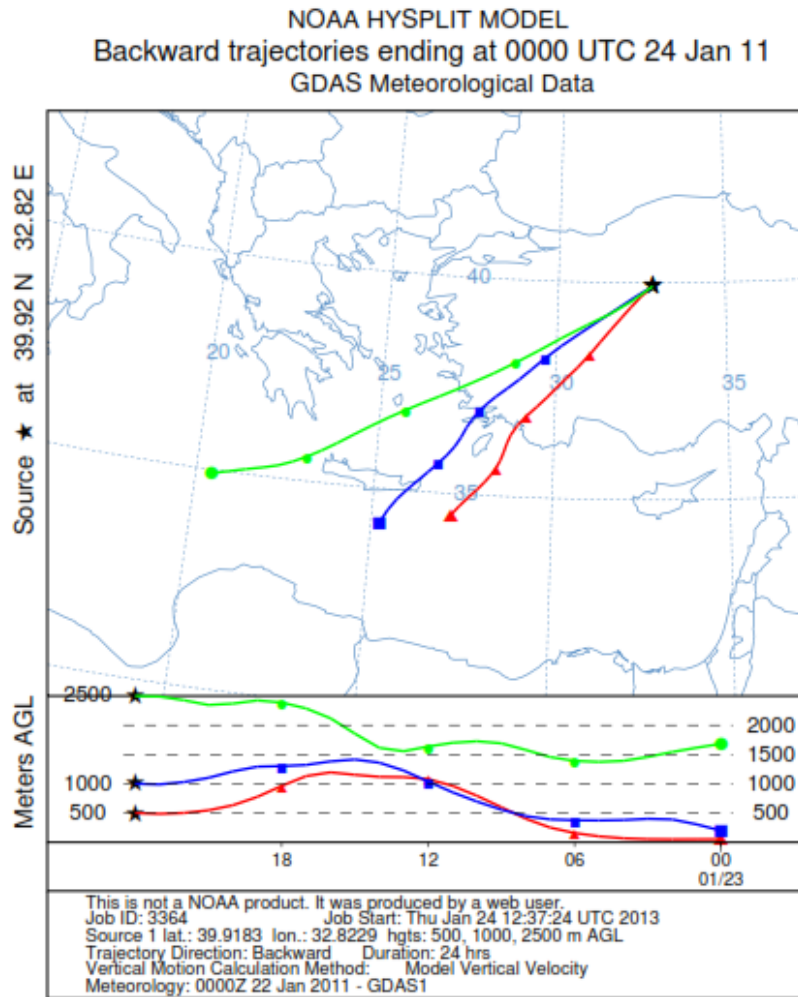 NOAA HYSPLIT MODEL
Backward trajectories ending at 0000 UTC 24 Jan 11
GDAS Meteorological Data
Source ★ at 39.92 N 32.82 E
40
20
25
30
35
35
Meters AGL
2500
2000
1500
1000
1000
500
500
18
12
06
00
01/23
This is not a NOAA product. It was produced by a web user.
Job ID: 3364 Job Start: Thu Jan 24 12:37:24 UTC 2013
Source 1 lat.: 39.9183 lon.: 32.8229 hgts: 500, 1000, 2500 m AGL
Trajectory Direction: Backward Duration: 24 hrs
Vertical Motion Calculation Method: Model Vertical Velocity
Meteorology: 0000Z 22 Jan 2011 - GDAS1